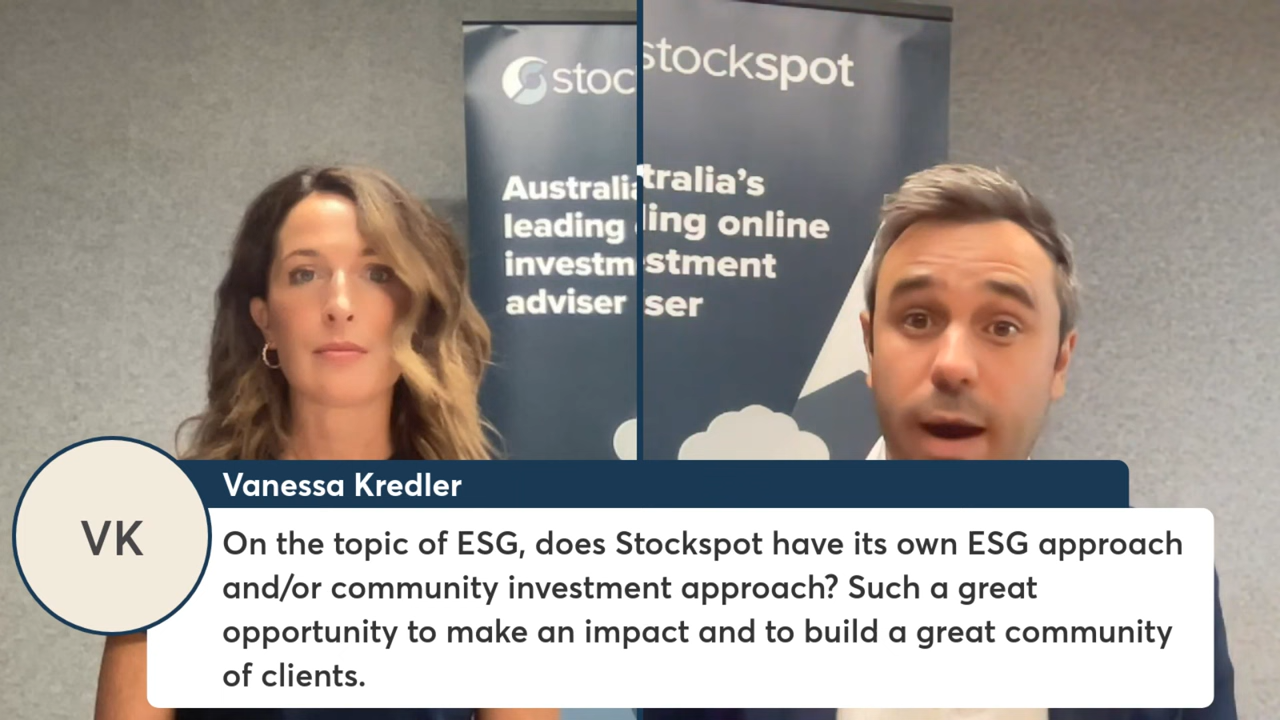 stoc
Australia
leading
investm
adviser
stockspot
tralia's
ling online
stment
ser
Vanessa Kredler
VK
On the topic of ESG, does Stockspot have its own ESG approach
and/or community investment approach? Such a great
opportunity to make an impact and to build a great community
of clients.